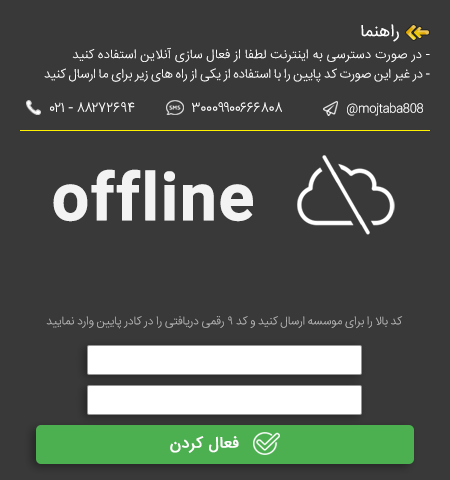 راهنما
- در صورت دسترسی به اینترنت لطفا از فعال سازی آنلاین استفاده کنید
- در غیر این صورت کد پایین را با استفاده از یکی از راه های زیر برای ما ارسال کنید
@mojtaba808 ۳۰۰۰۹۹۰۰۶۶۶۸۰۸ SMS ۰۲۱ - ۸۸۲۷۲۶۹۴
offline
کد بالا را برای موسسه ارسال کنید و کد ۹ رقمی دریافتی را در کادر پایین وارد نمایید
فعال کردن